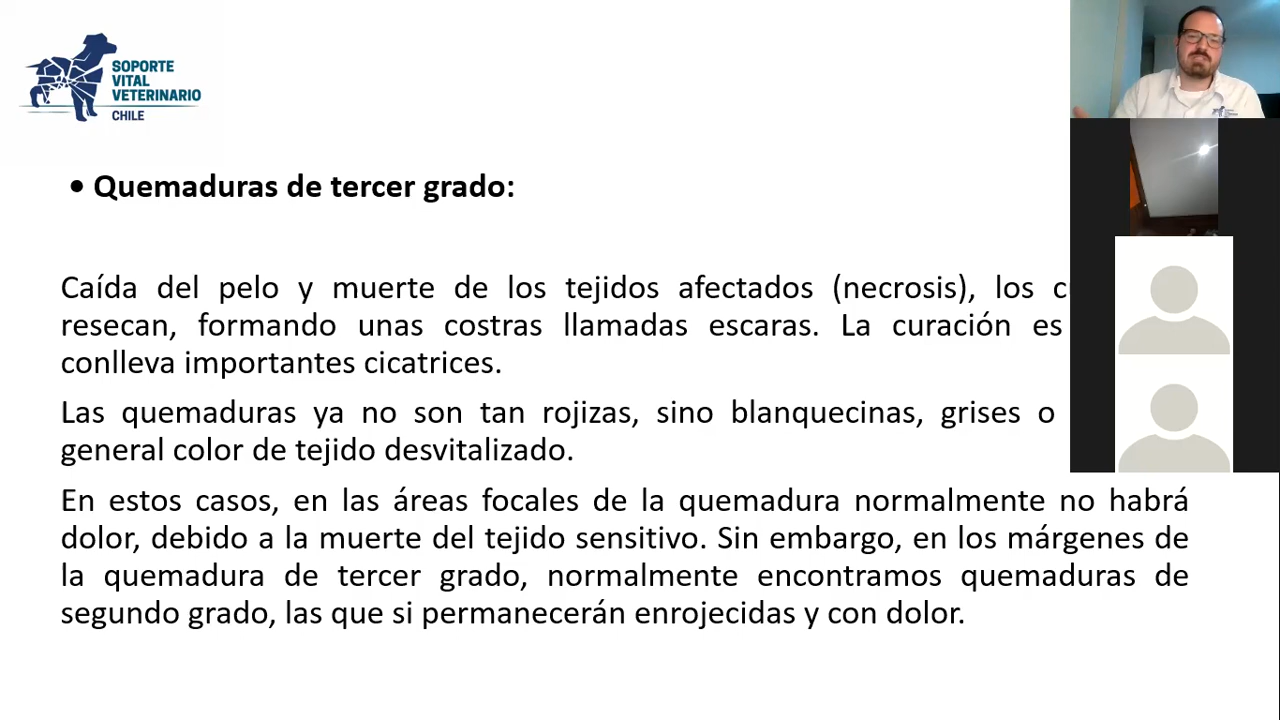 SOPORTE
VITAL
VETERINARIO
CHILE
• Quemaduras de tercer grado:
Caída del pelo y muerte de los tejidos afectados (necrosis), los
resecan, formando unas costras llamadas escaras. La curación es
conlleva importantes cicatrices.
Las quemaduras ya no son tan rojizas, sino blanquecinas, grises o
general color de tejido desvitalizado.
En estos casos, en las áreas focales de la quemadura normalmente no habrá
dolor, debido a la muerte del tejido sensitivo. Sin embargo, en los márgenes de
la quemadura de tercer grado, normalmente encontramos quemaduras de
segundo grado, las que si permanecerán enrojecidas y con dolor.